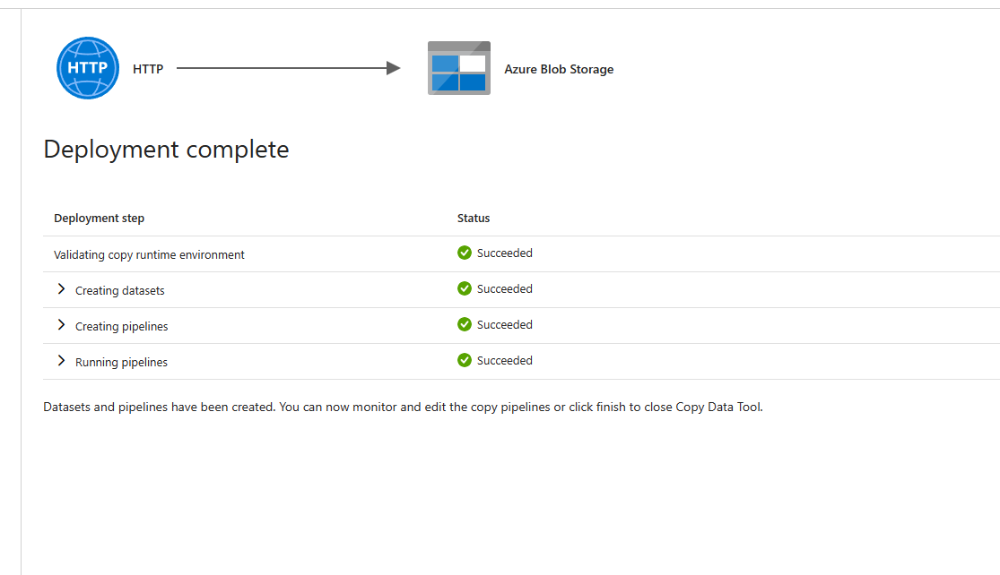 HTTP HTTP Azure Blob Storage
Deployment complete
Deployment step Status
Validating copy runtime environment Succeeded
Creating datasets Succeeded
Creating pipelines Succeeded
Running pipelines Succeeded
Datasets and pipelines have been created. You can now monitor and edit the copy pipelines or click finish to close Copy Data Tool.